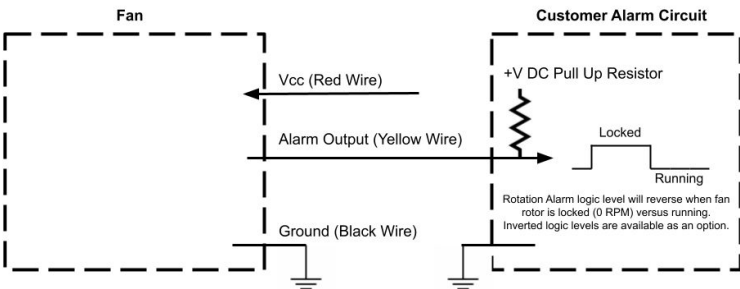 Fan
Customer Alarm Circuit
Vcc (Red Wire)
+V DC Pull Up Resistor
Alarm Output (Yellow Wire)
Locked
Running
Rotation Alarm logic level will reverse when fan
rotor is locked (0 RPM) versus running.
Inverted logic levels are available as an option.
Ground (Black Wire)